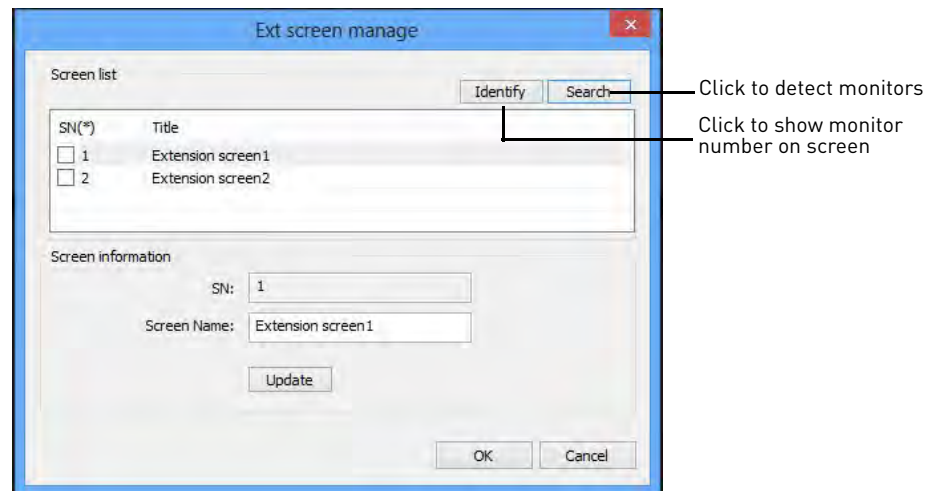 Ext screen manage
x
Screen list
Identify
Search
Click to detect monitors
Click to show monitor
number on screen
SN(*) Title
1 Extension screen1
2 Extension screen2
Screen information
SN: 1
Screen Name: Extension screen1
Update
OK
Cancel